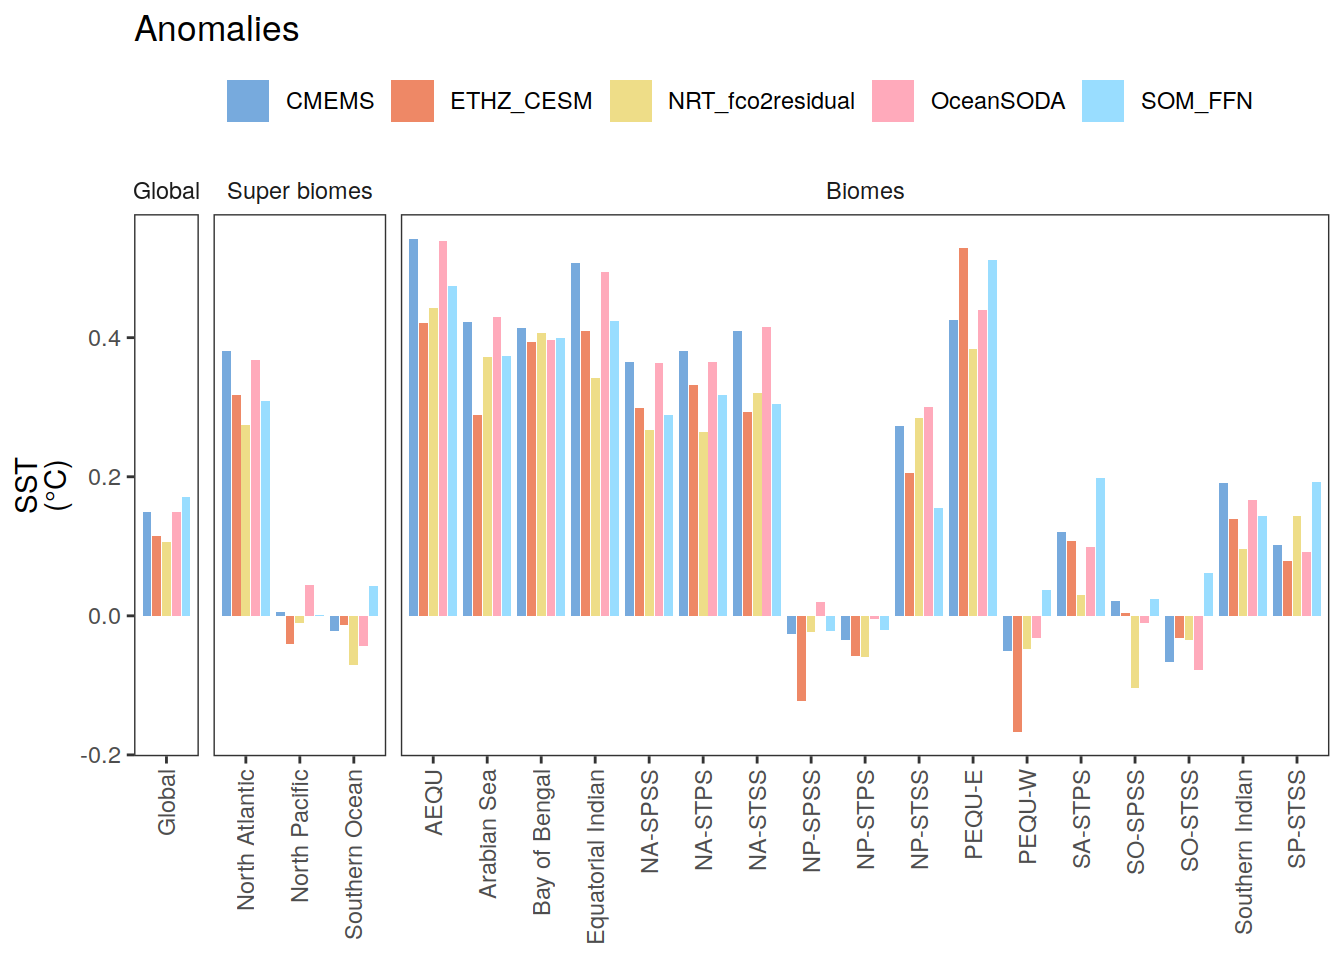 Anomalies
CMEMS ETHZ_CESM NRT_fco2residual OceanSODA SOM_FFN
Global Super biomes Biomes
SST
(°C)
0.4
0.2
0.0
-0.2
Global
North Atlantic
North Pacific
Southern Ocean
AEQU
Arabian Sea
Bay of Bengal
Equatorial Indian
NA-SPSS
NA-STPS
NA-STSS
NP-SPSS
NP-STPS
NP-STSS
PEQU-E
PEQU-W
SA-STPS
SO-SPSS
SO-STSS
Southern Indian
SP-STSS